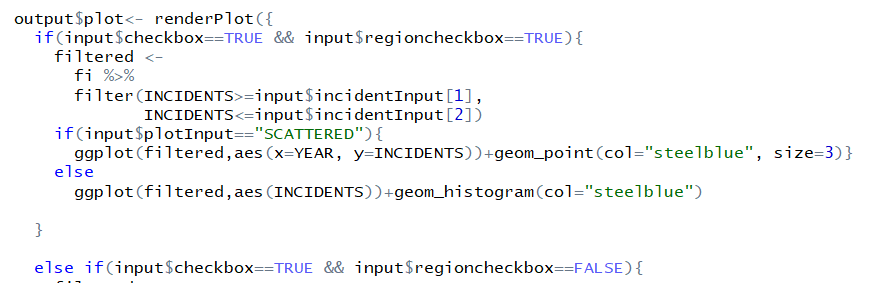 output$plot<- renderPlot({
  if(input$checkbox==TRUE && input$regioncheckbox==TRUE){
    filtered <-
      fi %>%
      filter(INCIDENTS>=input$incidentInput[1],
             INCIDENTS<=input$incidentInput[2])
    if(input$plotInput=="SCATTERED"){
      ggplot(filtered,aes(x=YEAR, y=INCIDENTS))+geom_point(col="steelblue", size=3)}
    else
      ggplot(filtered,aes(INCIDENTS))+geom_histogram(col="steelblue")
  }
  else if(input$checkbox==TRUE && input$regioncheckbox==FALSE){